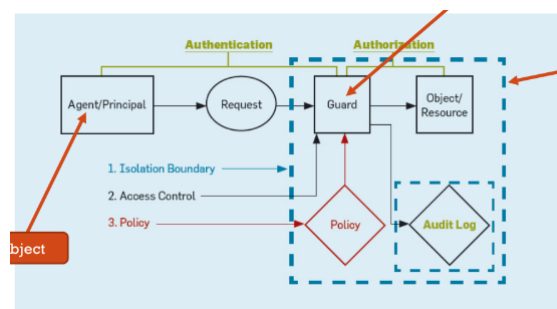 Authentication
Authorization
Agent/Principal
Request
Guard
Object/
Resource
1. Isolation Boundary
2. Access Control
3. Policy
Policy
Audit Log
bject